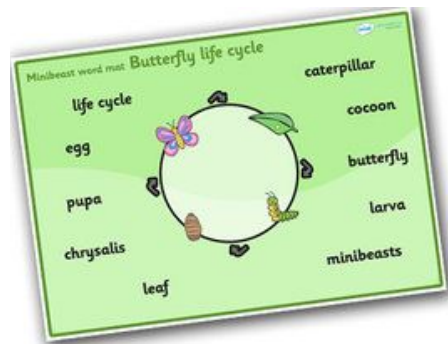 Minibeast word mat Butterfly life cycle
life cycle
egg
pupa
chrysalis
leaf
caterpillar
cocoon
butterfly
larva
minibeasts